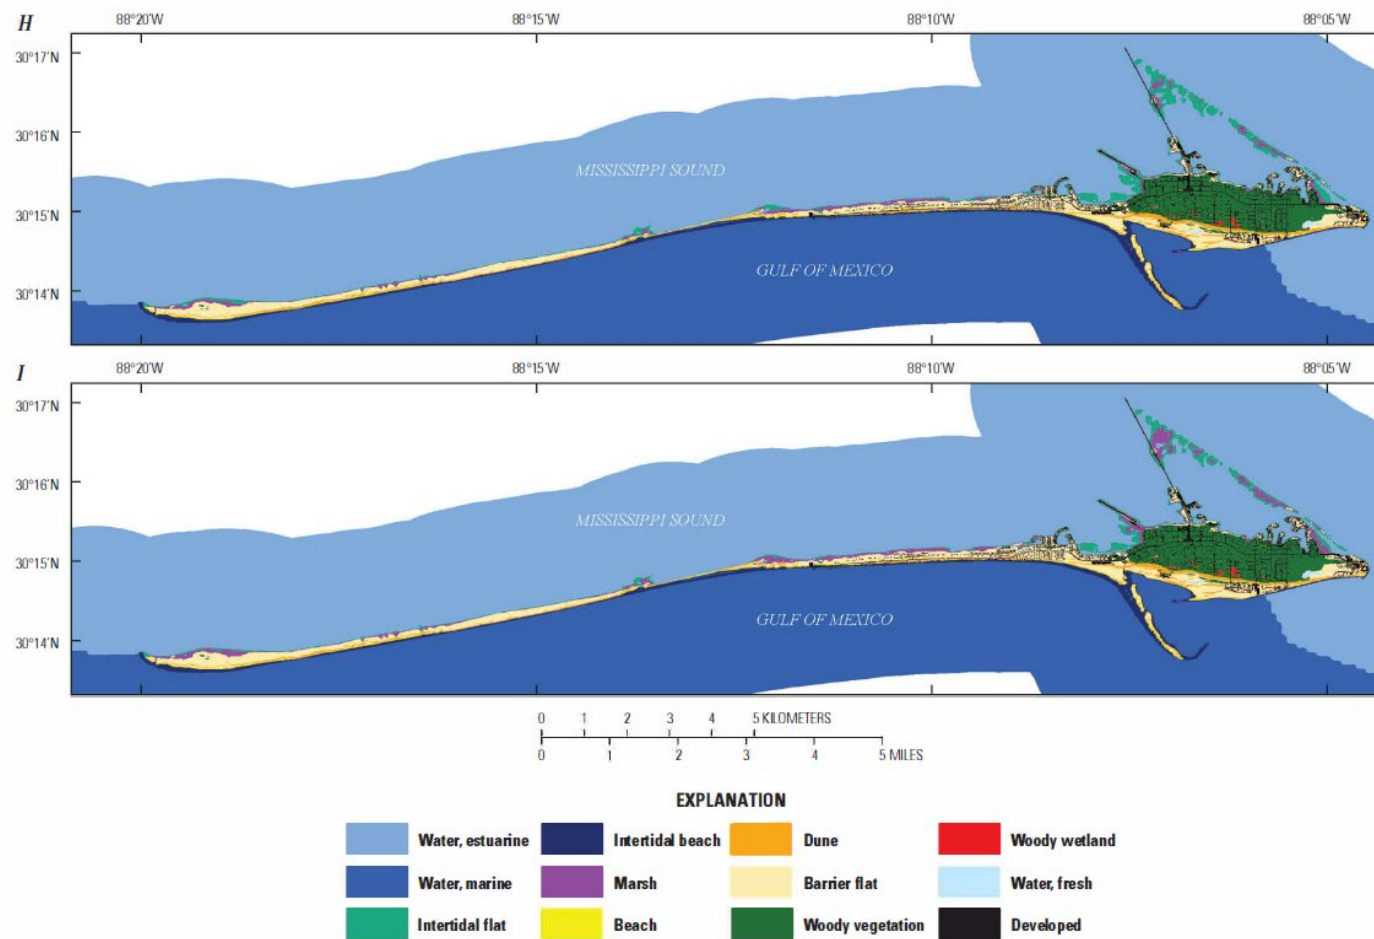 H
88°20'W 88°15'W 88°10'W 88°05'W
30°17'N
30°16'N
MISSISSIPPI SOUND
30°15'N
GULF OF MEXICO
30°14'N
I
88°20'W 88°15'W 88°10'W 88°05'W
30°17'N
30°16'N
MISSISSIPPI SOUND
30°15'N
GULF OF MEXICO
30°14'N
0 1 2 3 4 5 KILOMETERS
0 1 2 3 4 5 MILES
EXPLANATION
Water, estuarine Intertidal beach Dune Woody wetland
Water, marine Marsh Barrier flat Water, fresh
Intertidal flat Beach Woody vegetation Developed